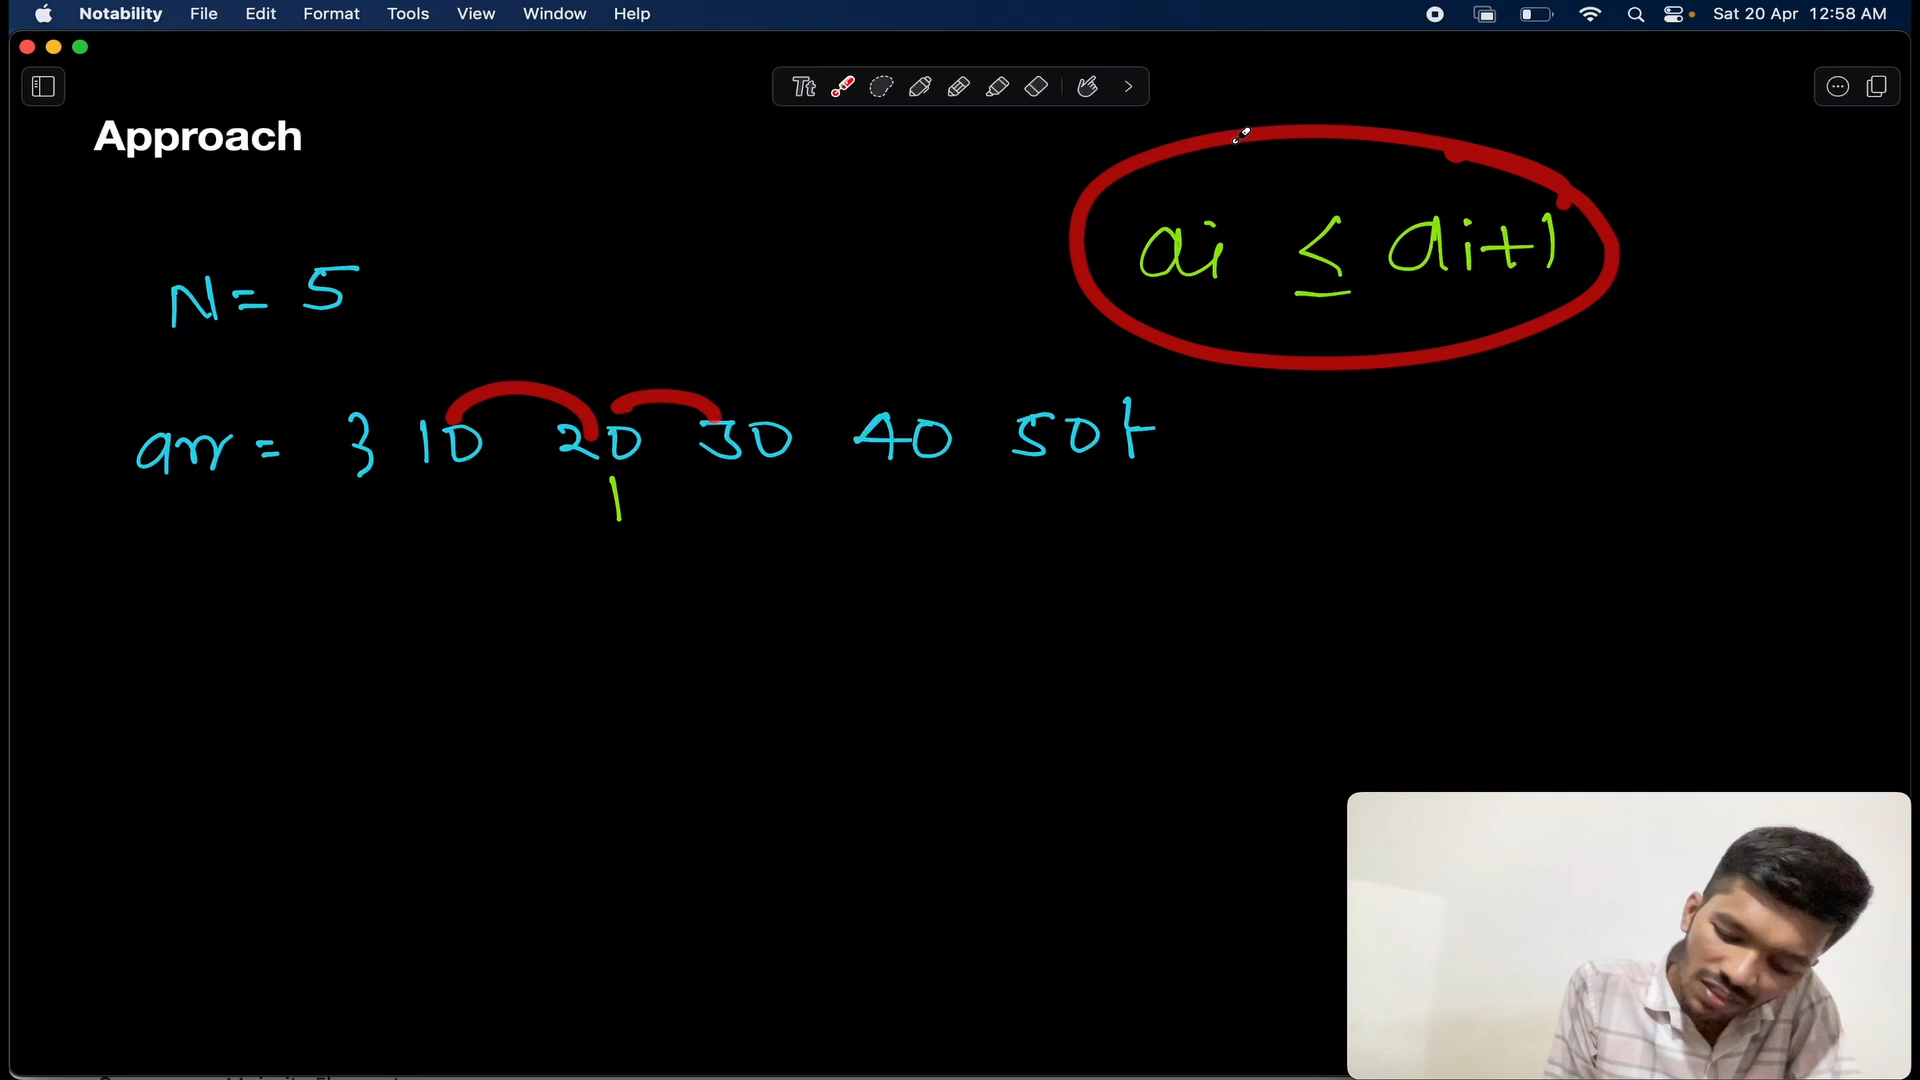 Notability File Edit Format Tools View Window Help Sat 20 Apr 12:58 AM
Tt
Approach
ai ≤ ai+1
N = 5
arr = { 10 20 30 40 50 }
1